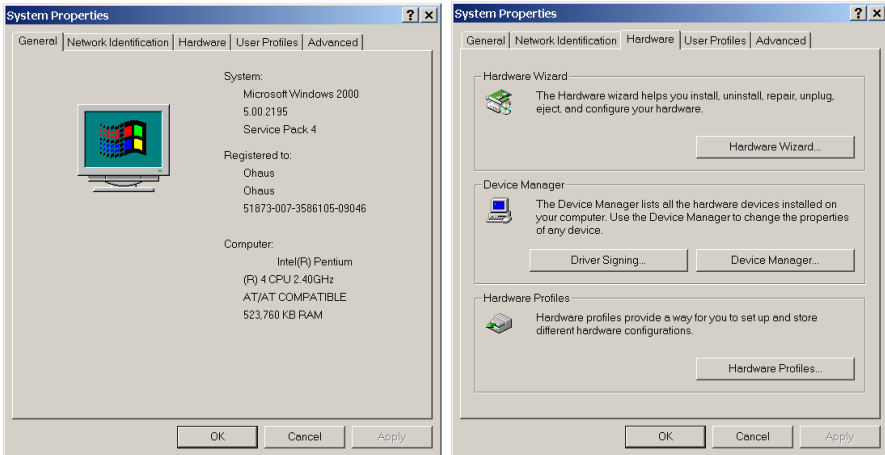 System Properties
General
Network Identification
Hardware
User Profiles
Advanced
System:
Microsoft Windows 2000
5.00.2195
Service Pack 4
Registered to:
Ohaus
Ohaus
51873-007-3586105-09046
Computer:
Intel(R) Pentium
(R) 4 CPU 2.40GHz
AT/AT COMPATIBLE
523,760 KB RAM
OK
Cancel
Apply
System Properties
General
Network Identification
Hardware
User Profiles
Advanced
Hardware Wizard
The Hardware wizard helps you install, uninstall, repair, unplug,
eject, and configure your hardware.
Hardware Wizard...
Device Manager
The Device Manager lists all the hardware devices installed on
your computer. Use the Device Manager to change the properties
of any device.
Driver Signing...
Device Manager...
Hardware Profiles
Hardware profiles provide a way for you to set up and store
different hardware configurations.
Hardware Profiles...
OK
Cancel
Apply